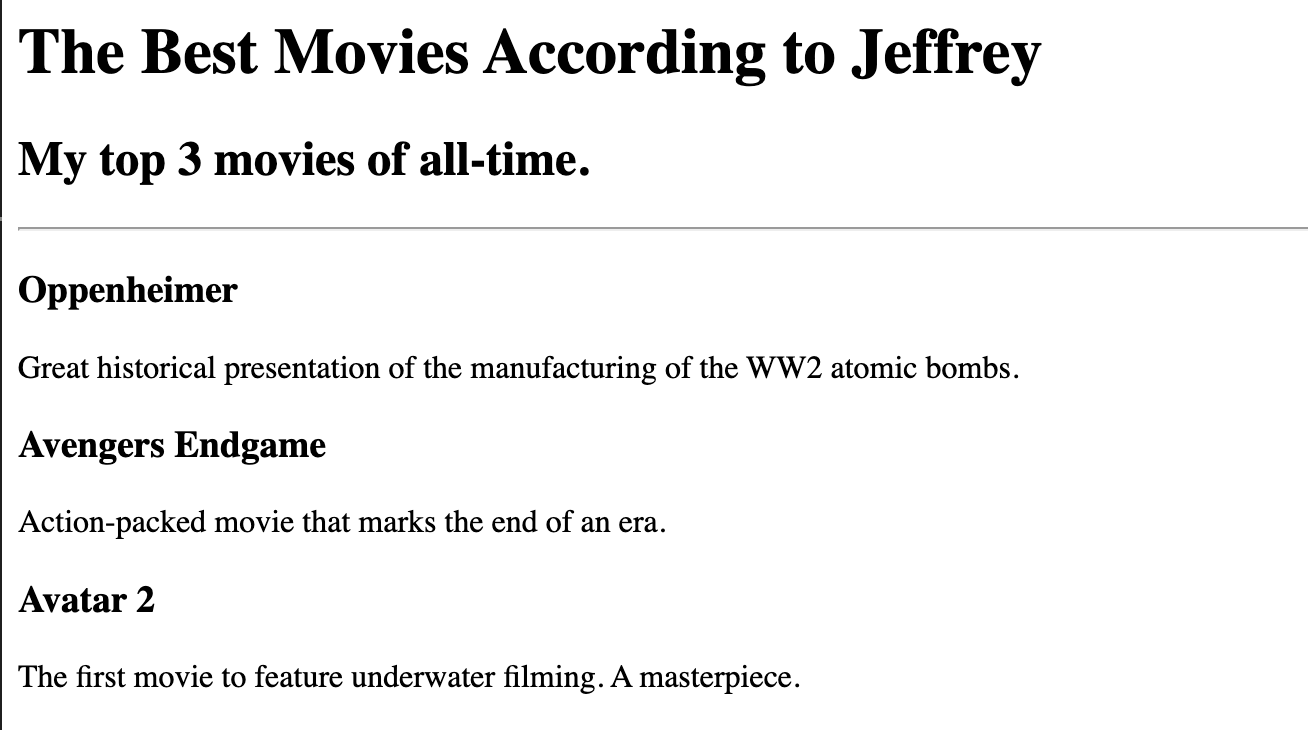 The Best Movies According to Jeffrey
My top 3 movies of all-time.
Oppenheimer
Great historical presentation of the manufacturing of the WW2 atomic bombs.
Avengers Endgame
Action-packed movie that marks the end of an era.
Avatar 2
The first movie to feature underwater filming. A masterpiece.